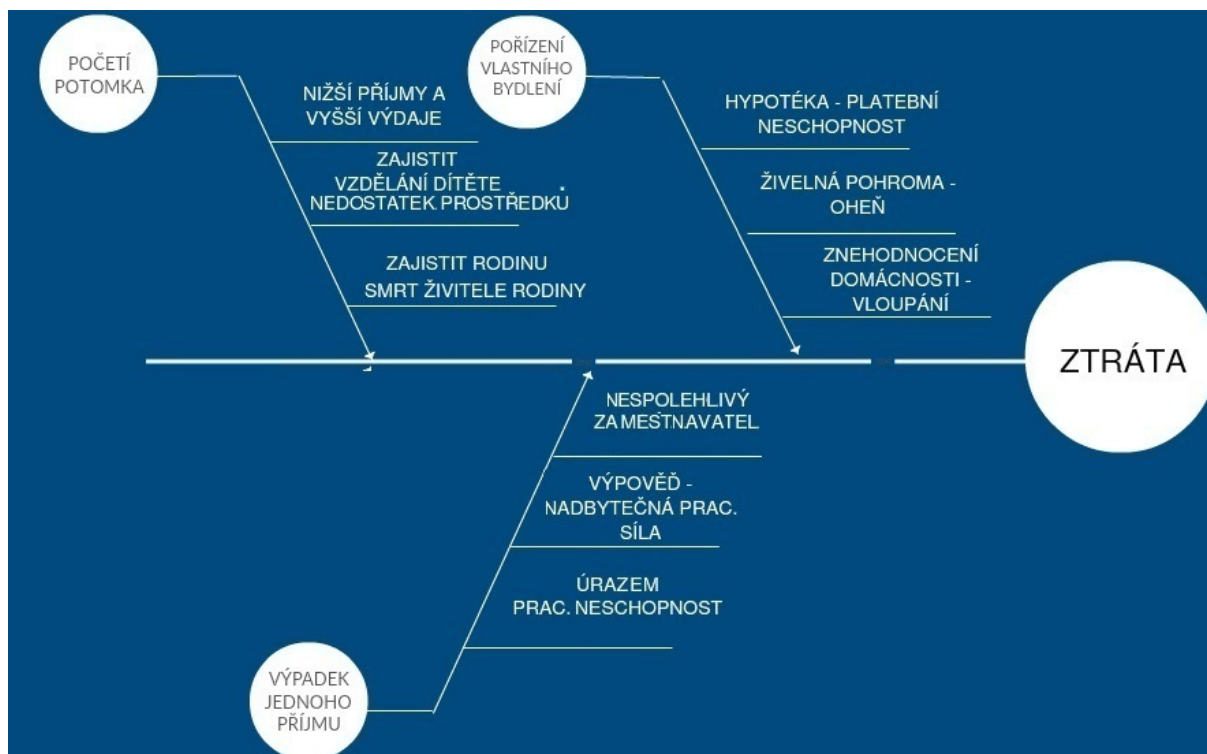 POČETÍ
POTOMKA
NIŽŠÍ PŘÍJMY A
VYŠŠÍ VÝDAJE
ZAJISTIT
VZDĚLÁNÍ DÍTĚTE
NEDOSTATEK PROSTŘEDKŮ
ZAJISTIT RODINU
SMRT ŽIVITELE RODINY
POŘÍZENÍ
VLASTNÍHO
BYDLENÍ
HYPOTÉKA - PLATEBNÍ
NESCHOPNOST
ŽIVELNÁ POHROMA -
OHEŇ
ZNEHODNOCENÍ
DOMÁCNOSTI -
VLOUPÁNÍ
ZTRÁTA
NESPOLEHLIVÝ
ZAMĚSTNAVATEL
VÝPOVĚĎ -
NADBYTEČNÁ PRAC.
SÍLA
ÚRAZEM
PRAC. NESCHOPNOST
VÝPADEK
JEDNOHO
PŘÍJMU